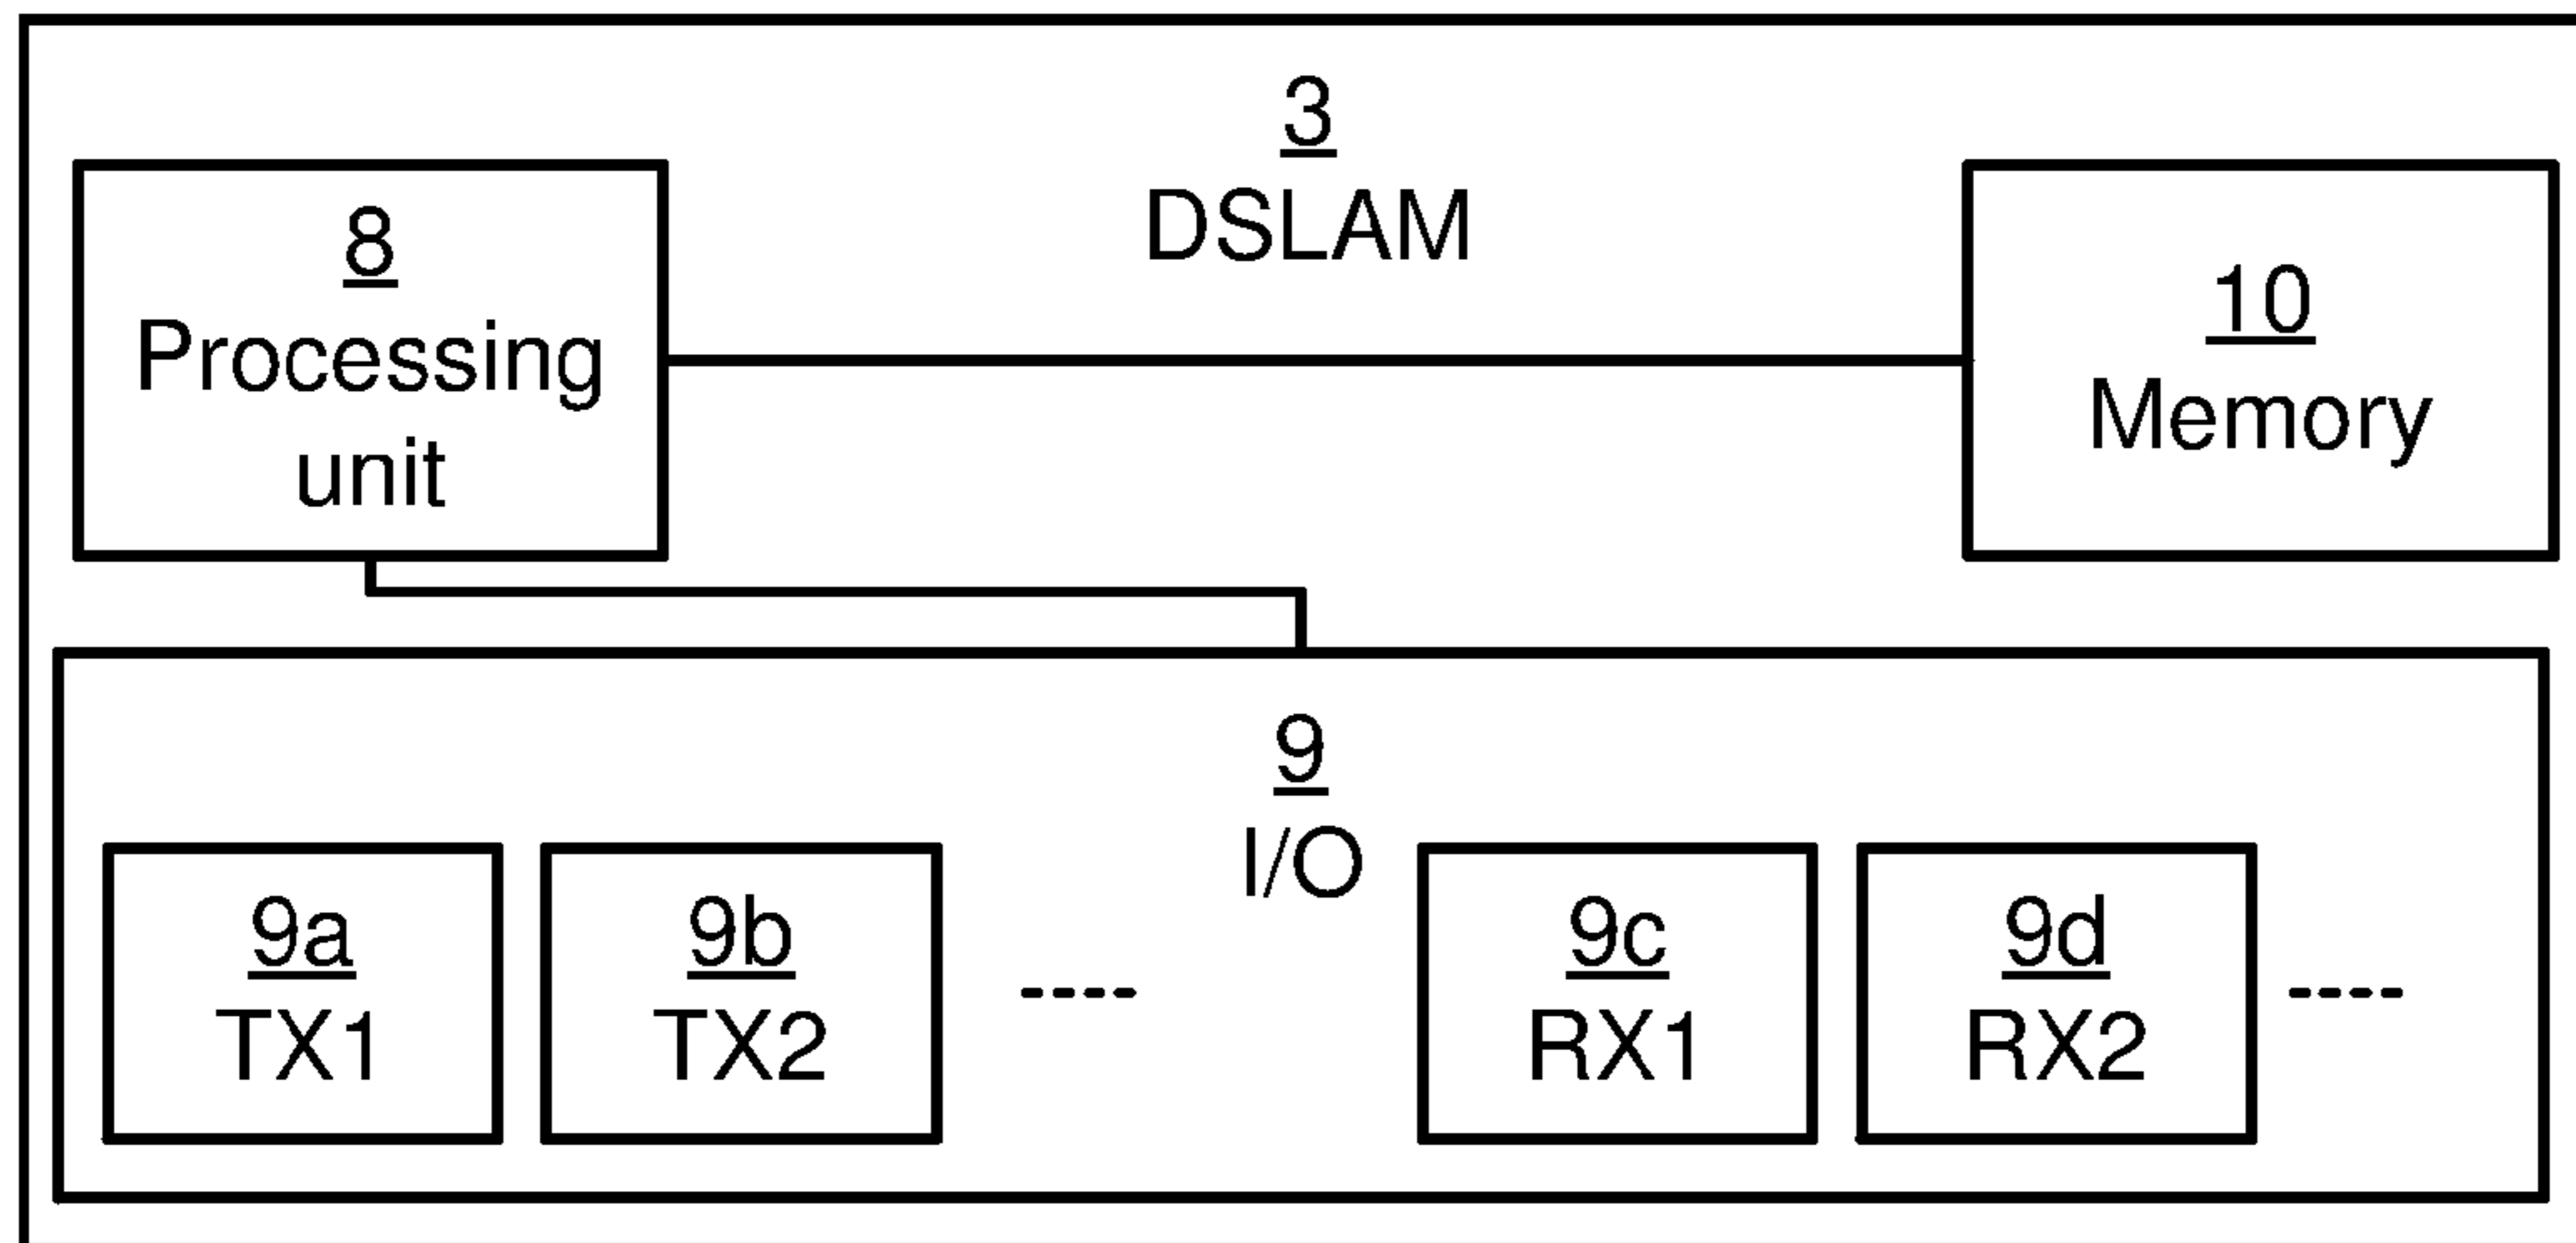 3
DSLAM
8
Processing
unit
10
Memory
9
I/O
9a
TX1
9b
TX2
9c
RX1
9d
RX2